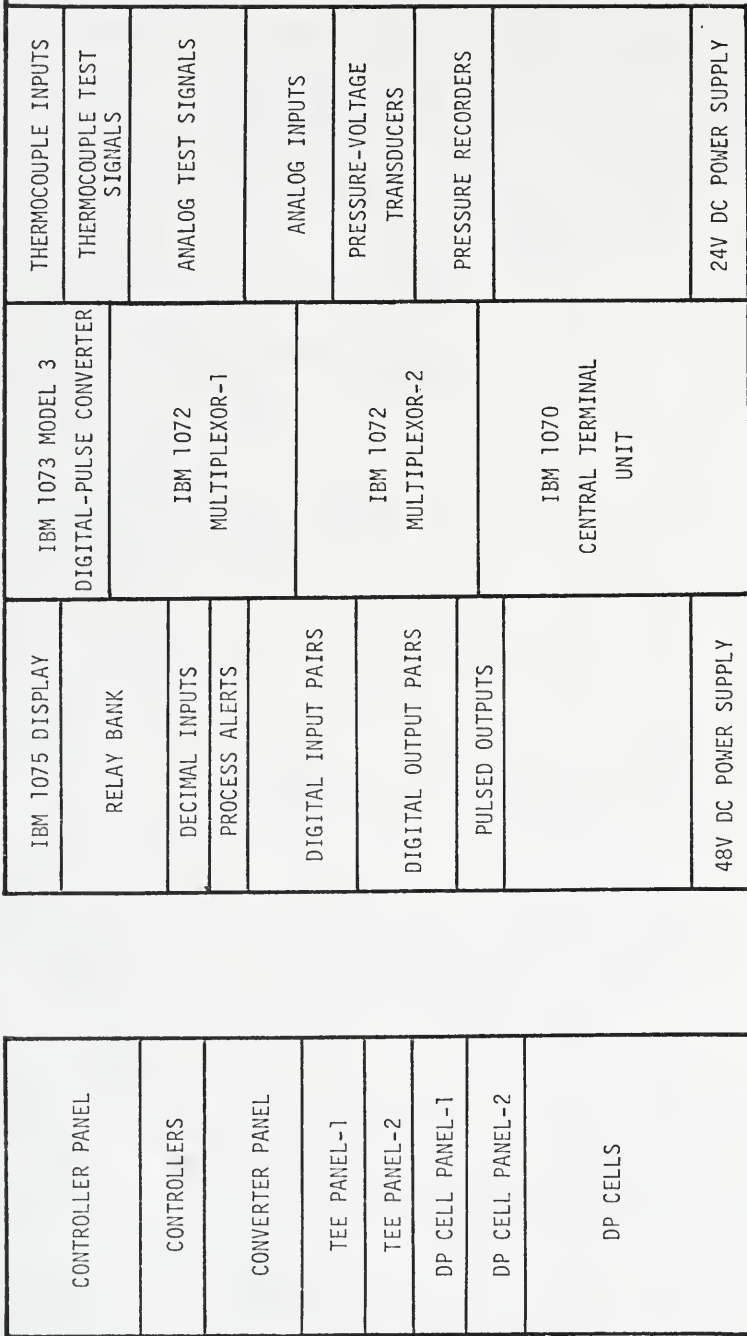 CONTROLLER PANEL
CONTROLLERS
CONVERTER PANEL
TEE PANEL-1
TEE PANEL-2
DP CELL PANEL-1
DP CELL PANEL-2
DP CELLS
IBM 1075 DISPLAY
RELAY BANK
DECIMAL INPUTS
PROCESS ALERTS
DIGITAL INPUT PAIRS
DIGITAL OUTPUT PAIRS
PULSED OUTPUTS
48V DC POWER SUPPLY
IBM 1073 MODEL 3
DIGITAL-PULSE CONVERTER
IBM 1072
MULTIPLEXOR-1
IBM 1072
MULTIPLEXOR-2
IBM 1070
CENTRAL TERMINAL
UNIT
THERMOCOUPLE INPUTS
THERMOCOUPLE TEST
SIGNALS
ANALOG TEST SIGNALS
ANALOG INPUTS
PRESSURE-VOLTAGE
TRANSDUCERS
PRESSURE RECORDERS
24V DC POWER SUPPLY